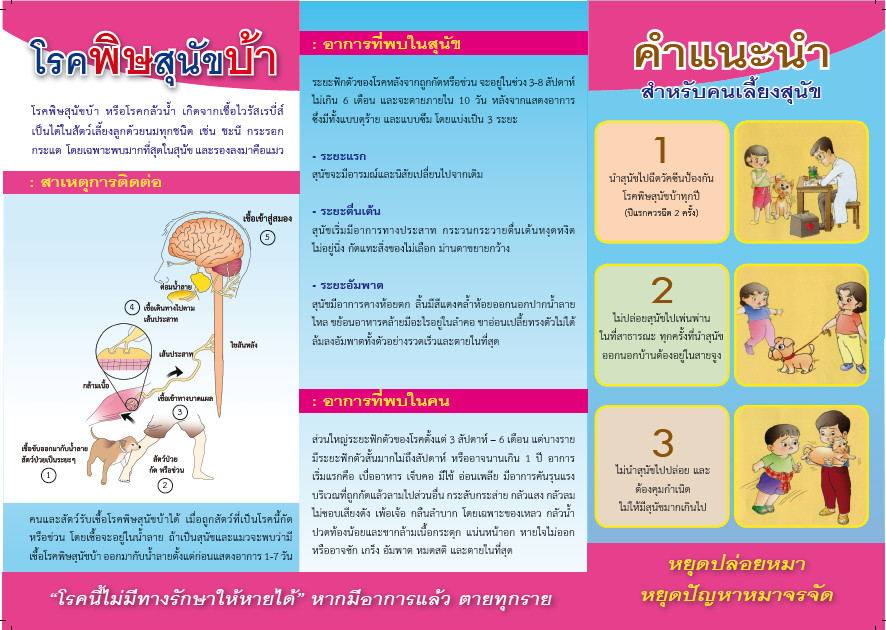 โรคพิษสุนัขบ้า
โรคพิษสุนัขบ้า หรือโรคกลัวน้ำ เกิดจากเชื้อไวรัสเรบี่ส์
เป็นได้ในสัตว์เลี้ยงลูกด้วยนมทุกชนิด เช่น ชะนี กระรอก
กระแต โดยเฉพาะพบมากที่สุดในสุนัข และรองลงมาคือแมว
: สาเหตุการติดต่อ
เชื้อเข้าสู่สมอง
5
ต่อมน้ำลาย
4
เชื้อเดินทางไปตาม
เส้นประสาท
เส้นประสาท
ไขสันหลัง
กล้ามเนื้อ
เชื้อเข้าทางบาดแผล
3
เชื้อขับออกมากับน้ำลาย
สัตว์ป่วยเป็นระยะๆ
1
สัตว์ป่วย
กัด หรือข่วน
2
คนและสัตว์รับเชื้อโรคพิษสุนัขบ้าได้ เมื่อถูกสัตว์ที่เป็นโรคนี้กัด
หรือข่วน โดยเชื้อจะอยู่ในน้ำลาย ถ้าเป็นสุนัขและแมวจะพบว่ามี
เชื้อโรคพิษสุนัขบ้า ออกมากับน้ำลายตั้งแต่ก่อนแสดงอาการ 1-7 วัน
: อาการที่พบในสุนัข
ระยะฟักตัวของโรคหลังจากถูกกัดหรือข่วน จะอยู่ในช่วง 3-8 สัปดาห์
ไม่เกิน 6 เดือน และจะตายภายใน 10 วัน หลังจากแสดงอาการ
ซึ่งมีทั้งแบบดุร้าย และแบบซึม โดยแบ่งเป็น 3 ระยะ
- ระยะแรก
สุนัขจะมีอารมณ์และนิสัยเปลี่ยนไปจากเดิม
- ระยะตื่นเต้น
สุนัขเริ่มมีอาการทางประสาท กระวนกระวายตื่นเต้นหงุดหงิด
ไม่อยู่นิ่ง กัดแทะสิ่งของไม่เลือก ม่านตาขยายกว้าง
- ระยะอัมพาต
สุนัขมีอาการคางห้อยตก ลิ้นมีสีแดงคล้ำห้อยออกนอกปากน้ำลาย
ไหล ขย้อนอาหารคล้ายมีอะไรอยู่ในลำคอ ขาอ่อนเปลี้ยทรงตัวไม่ได้
ล้มลงอัมพาตทั้งตัวอย่างรวดเร็วและตายในที่สุด
: อาการที่พบในคน
ส่วนใหญ่ระยะฟักตัวของโรคตั้งแต่ 3 สัปดาห์ – 6 เดือน แต่บางราย
มีระยะฟักตัวสั้นมากไม่ถึงสัปดาห์ หรืออาจนานเกิน 1 ปี อาการ
เริ่มแรกคือ เบื่ออาหาร เจ็บคอ มีไข้ อ่อนเพลีย มีอาการคันรุนแรง
บริเวณที่ถูกกัดแล้วลามไปส่วนอื่น กระสับกระส่าย กลัวแสง กลัวลม
ไม่ชอบเสียงดัง เพ้อเจ้อ กลืนลำบาก โดยเฉพาะของเหลว กลัวน้ำ
ปวดท้องน้อยและขากล้ามเนื้อกระตุก แน่นหน้าอก หายใจไม่ออก
หรืออาจชัก เกร็ง อัมพาต หมดสติ และตายในที่สุด
“โรคนี้ไม่มีทางรักษาให้หายได้” หากมีอาการแล้ว ตายทุกราย
คำแนะนำ
สำหรับคนเลี้ยงสุนัข
1
นำสุนัขไปฉีดวัคซีนป้องกัน
โรคพิษสุนัขบ้าทุกปี
(ปีแรกควรฉีด 2 ครั้ง)
2
ไม่ปล่อยสุนัขไปเพ่นพ่าน
ในที่สาธารณะ ทุกครั้งที่นำสุนัข
ออกนอกบ้านต้องอยู่ในสายจูง
3
ไม่นำสุนัขไปปล่อย และ
ต้องคุมกำเนิด
ไม่ให้มีสุนัขมากเกินไป
หยุดปล่อยหมา
หยุดปัญหาหมาจรจัด